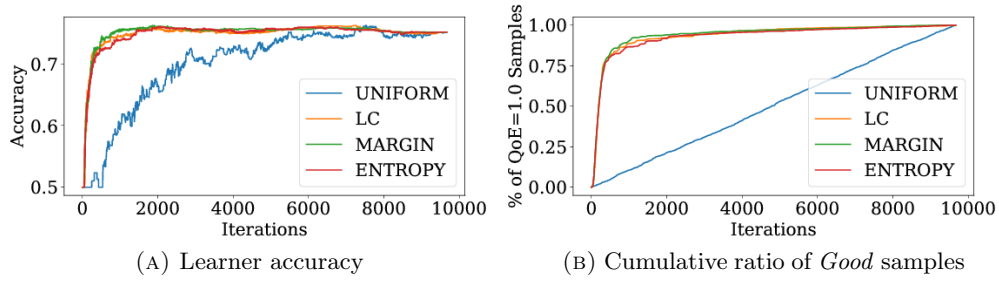 Accuracy
0.7
0.6
0.5
UNIFORM
LC
MARGIN
ENTROPY
0 2000 4000 6000 8000 10000
Iterations
(A) Learner accuracy
% of QoE=1.0 Samples
1.00
0.75
0.50
0.25
0.00
UNIFORM
LC
MARGIN
ENTROPY
0 2000 4000 6000 8000 10000
Iterations
(B) Cumulative ratio of Good samples